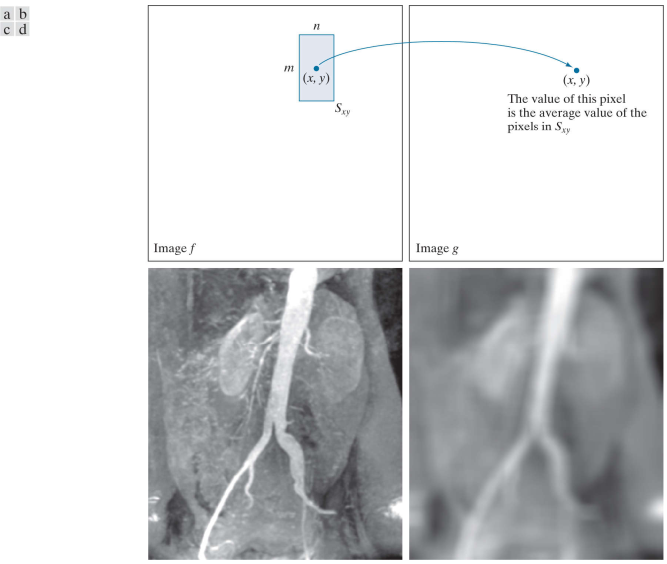 a b
c d
n
m
(x, y)
S_xy
Image f
(x, y)
The value of this pixel
is the average value of the
pixels in S_xy
Image g